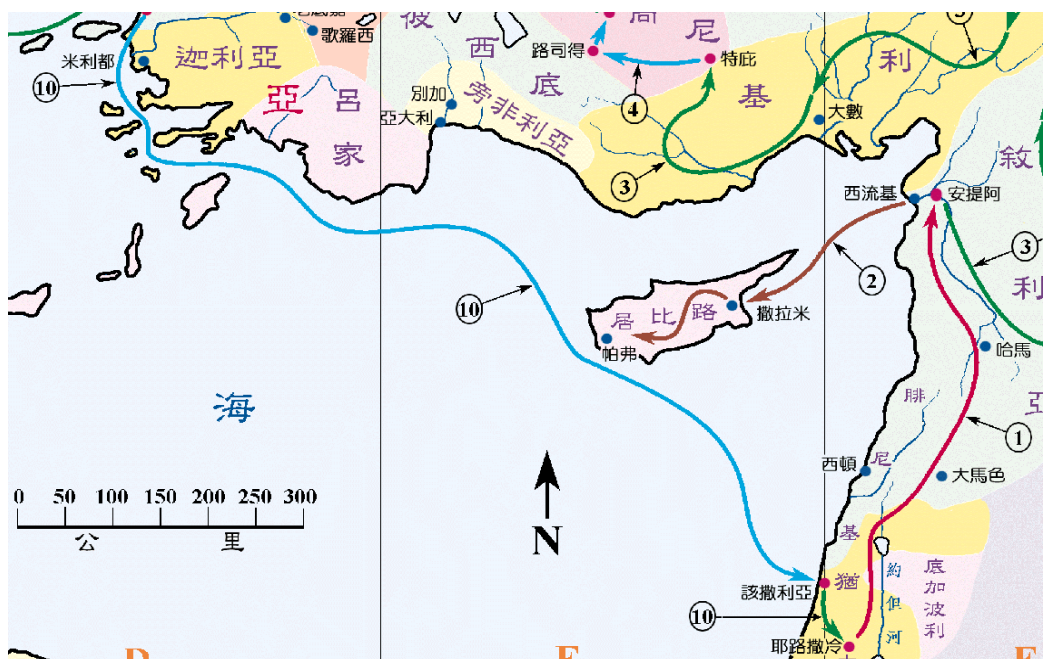 彼西底
高尼
歌羅西
路司得
特庇
基利
5
米利都
迦利亞
10
亞
呂家
別加
亞大利
旁非利亞
4
大數
3
西流基
安提阿
敘利亞
2
3
10
居比路
撒拉米
帕弗
哈馬
海
腓尼基
1
西頓
大馬色
0 50 100 150 200 250 300
公里
N
該撒利亞
猶
約但河
底加波利
10
耶路撒冷